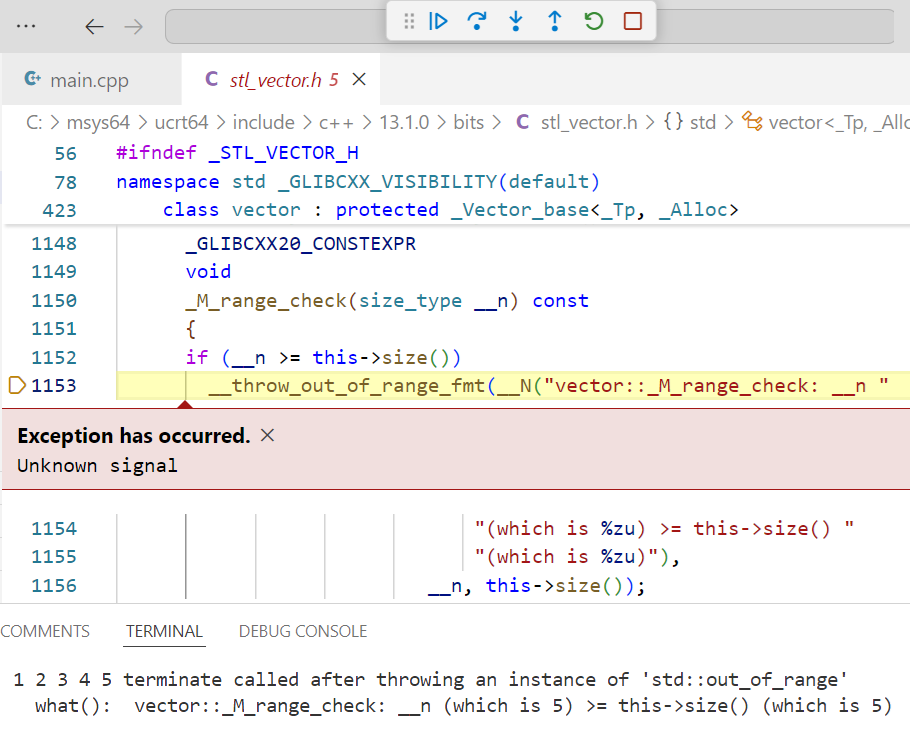 main.cpp
stl_vector.h 5
C: > msys64 > ucrt64 > include > c++ > 13.1.0 > bits > C stl_vector.h > {} std > vector<_Tp, _Alloc
56 #ifndef _STL_VECTOR_H
78 namespace std _GLIBCXX_VISIBILITY(default)
423 class vector : protected _Vector_base<_Tp, _Alloc>
1148 _GLIBCXX20_CONSTEXPR
1149 void
1150 _M_range_check(size_type __n) const
1151 {
1152 if (__n >= this->size())
1153 __throw_out_of_range_fmt(__N("vector::_M_range_check: __n "
Exception has occurred.
Unknown signal
1154 "(which is %zu) >= this->size() "
1155 "(which is %zu)"),
1156 __n, this->size());
COMMENTS TERMINAL DEBUG CONSOLE
1 2 3 4 5 terminate called after throwing an instance of 'std::out_of_range'
what(): vector::_M_range_check: __n (which is 5) >= this->size() (which is 5)